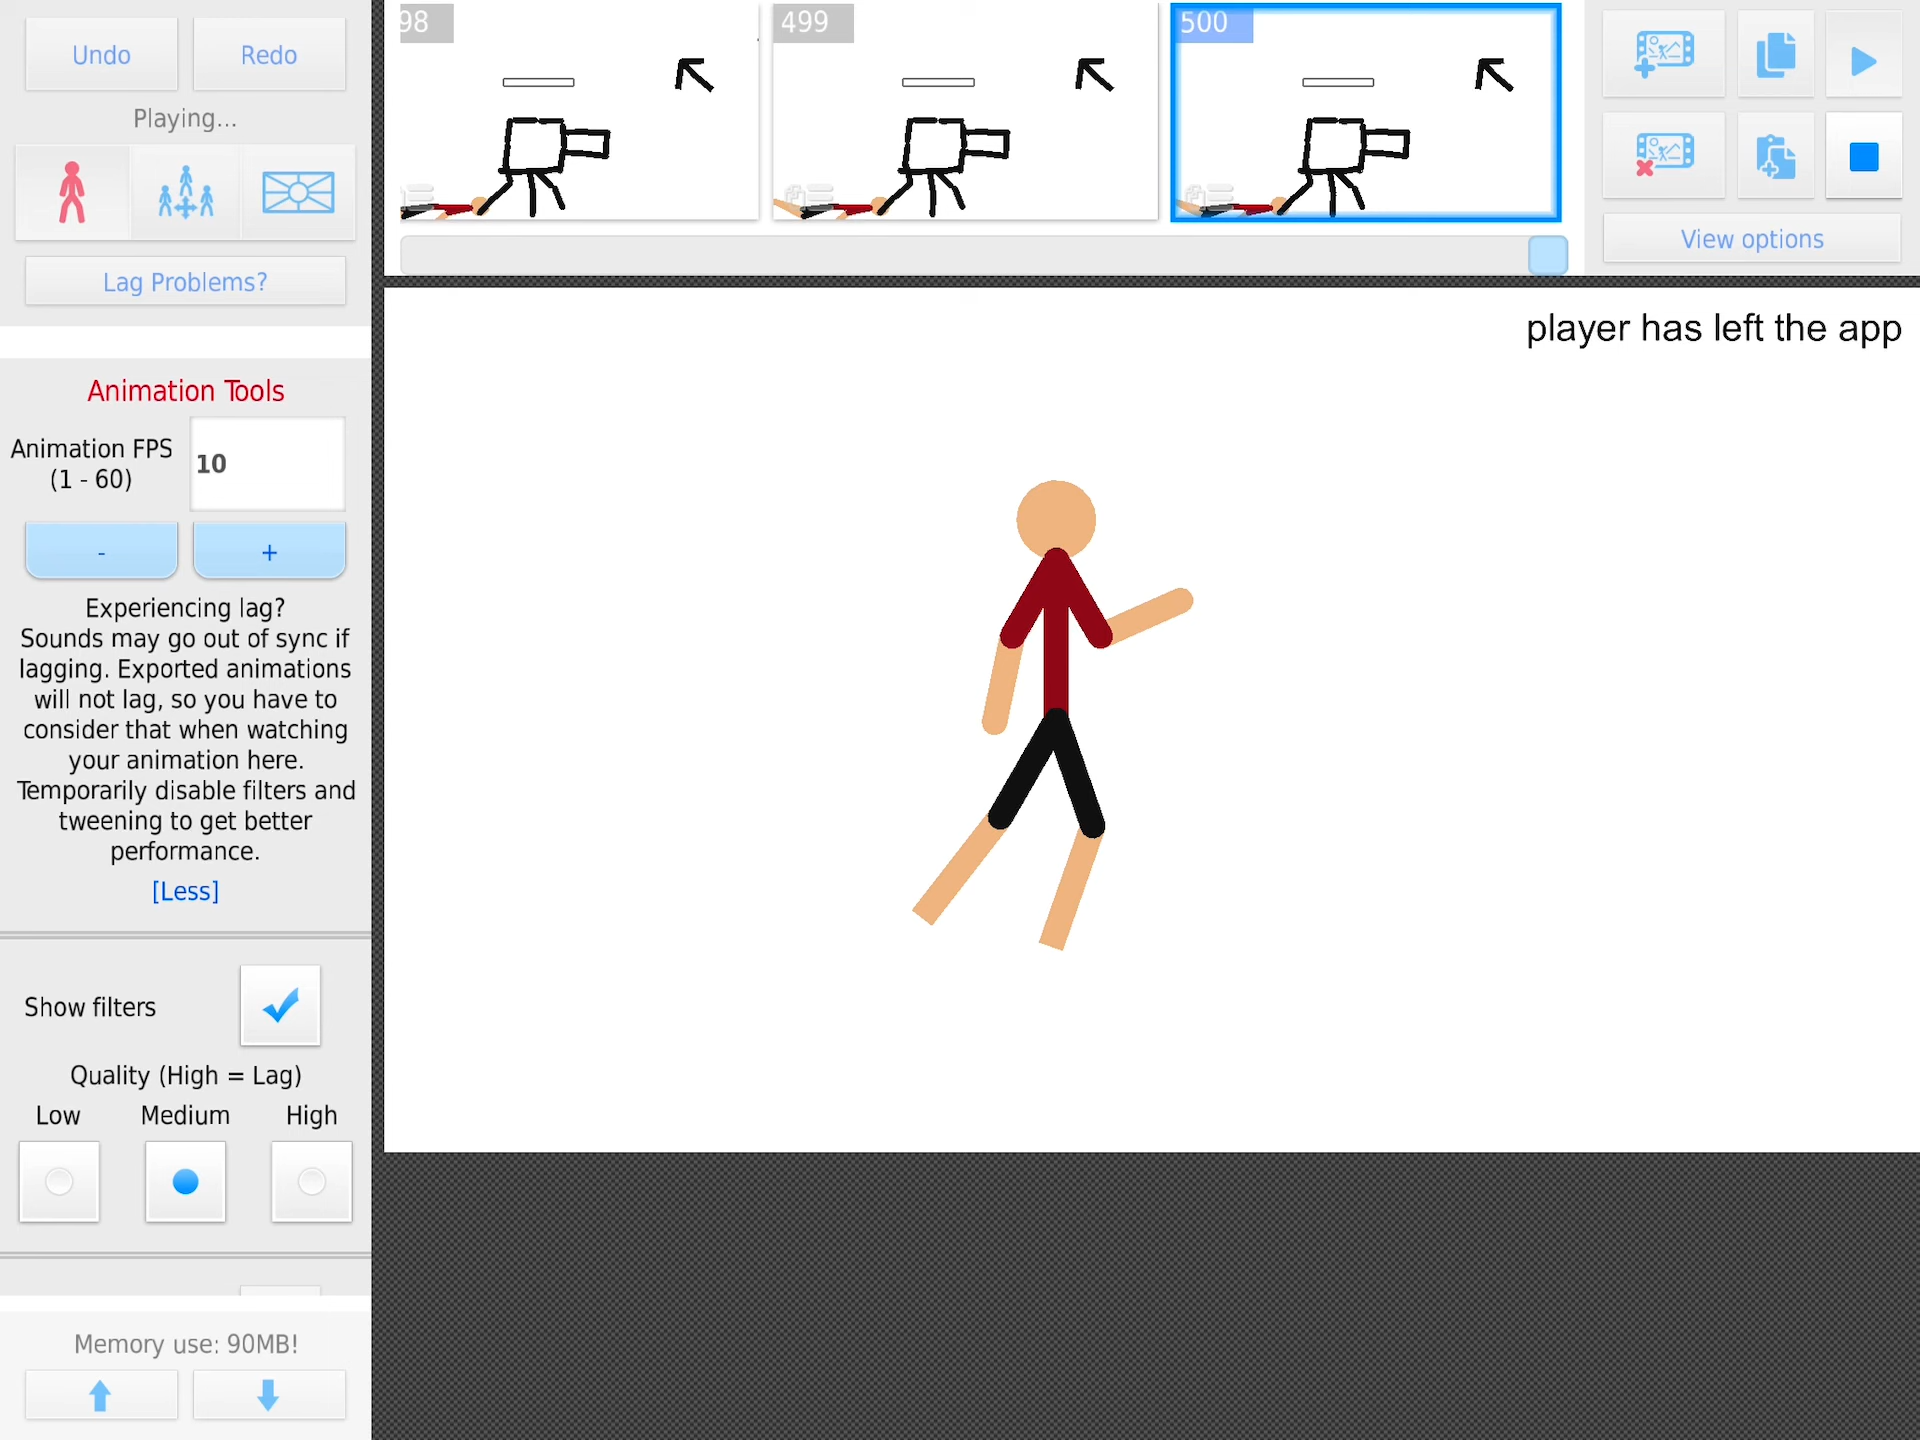 Undo
Redo
Playing...
Lag Problems?
Animation Tools
Animation FPS
(1 - 60)
10
-
+
Experiencing lag?
Sounds may go out of sync if
lagging. Exported animations
will not lag, so you have to
consider that when watching
your animation here.
Temporarily disable filters and
tweening to get better
performance.
[Less]
Show filters
Quality (High = Lag)
Low
Medium
High
Memory use: 90MB!
98
499
500
View options
player has left the app